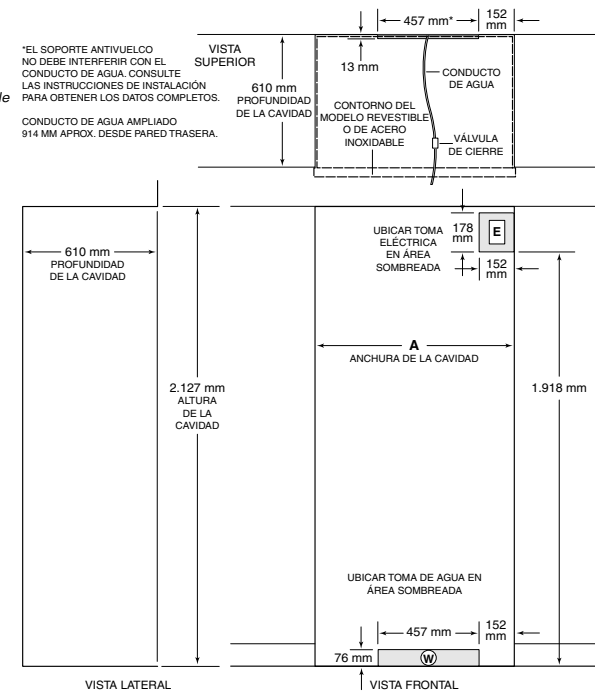 *EL SOPORTE ANTIVUELCO
NO DEBE INTERFERIR CON EL
CONDUCTO DE AGUA. CONSULTE
LAS INSTRUCCIONES DE INSTALACIÓN
PARA OBTENER LOS DATOS COMPLETOS.
CONDUCTO DE AGUA AMPLIADO
914 MM APROX. DESDE PARED TRASERA.
le
VISTA
SUPERIOR
457 mm*
152
mm
13 mm
610 mm
PROFUNDIDAD
DE LA CAVIDAD
CONDUCTO
DE AGUA
CONTORNO DEL
MODELO REVESTIBLE
O DE ACERO
INOXIDABLE
VÁLVULA
DE CIERRE
610 mm
PROFUNDIDAD
DE LA CAVIDAD
UBICAR TOMA
ELÉCTRICA
EN ÁREA
SOMBREADA
178
mm
E
152
mm
A
ANCHURA DE LA CAVIDAD
2.127 mm
ALTURA
DE LA
CAVIDAD
1.918 mm
UBICAR TOMA DE AGUA EN
ÁREA SOMBREADA
457 mm
152
mm
76 mm
W
VISTA LATERAL
VISTA FRONTAL